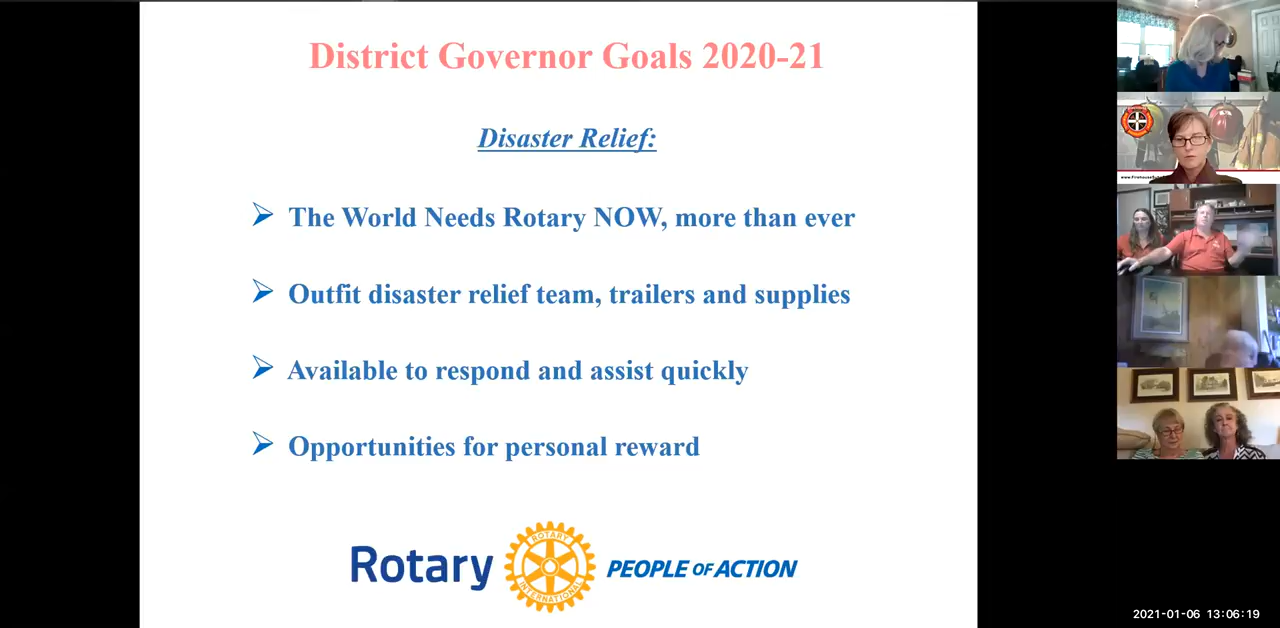 District Governor Goals 2020-21
Disaster Relief:
The World Needs Rotary NOW, more than ever
Outfit disaster relief team, trailers and supplies
Available to respond and assist quickly
Opportunities for personal reward
Rotary
ROTARY
INTERNATIONAL
PEOPLE OF ACTION
2021-01-06 13:06:19